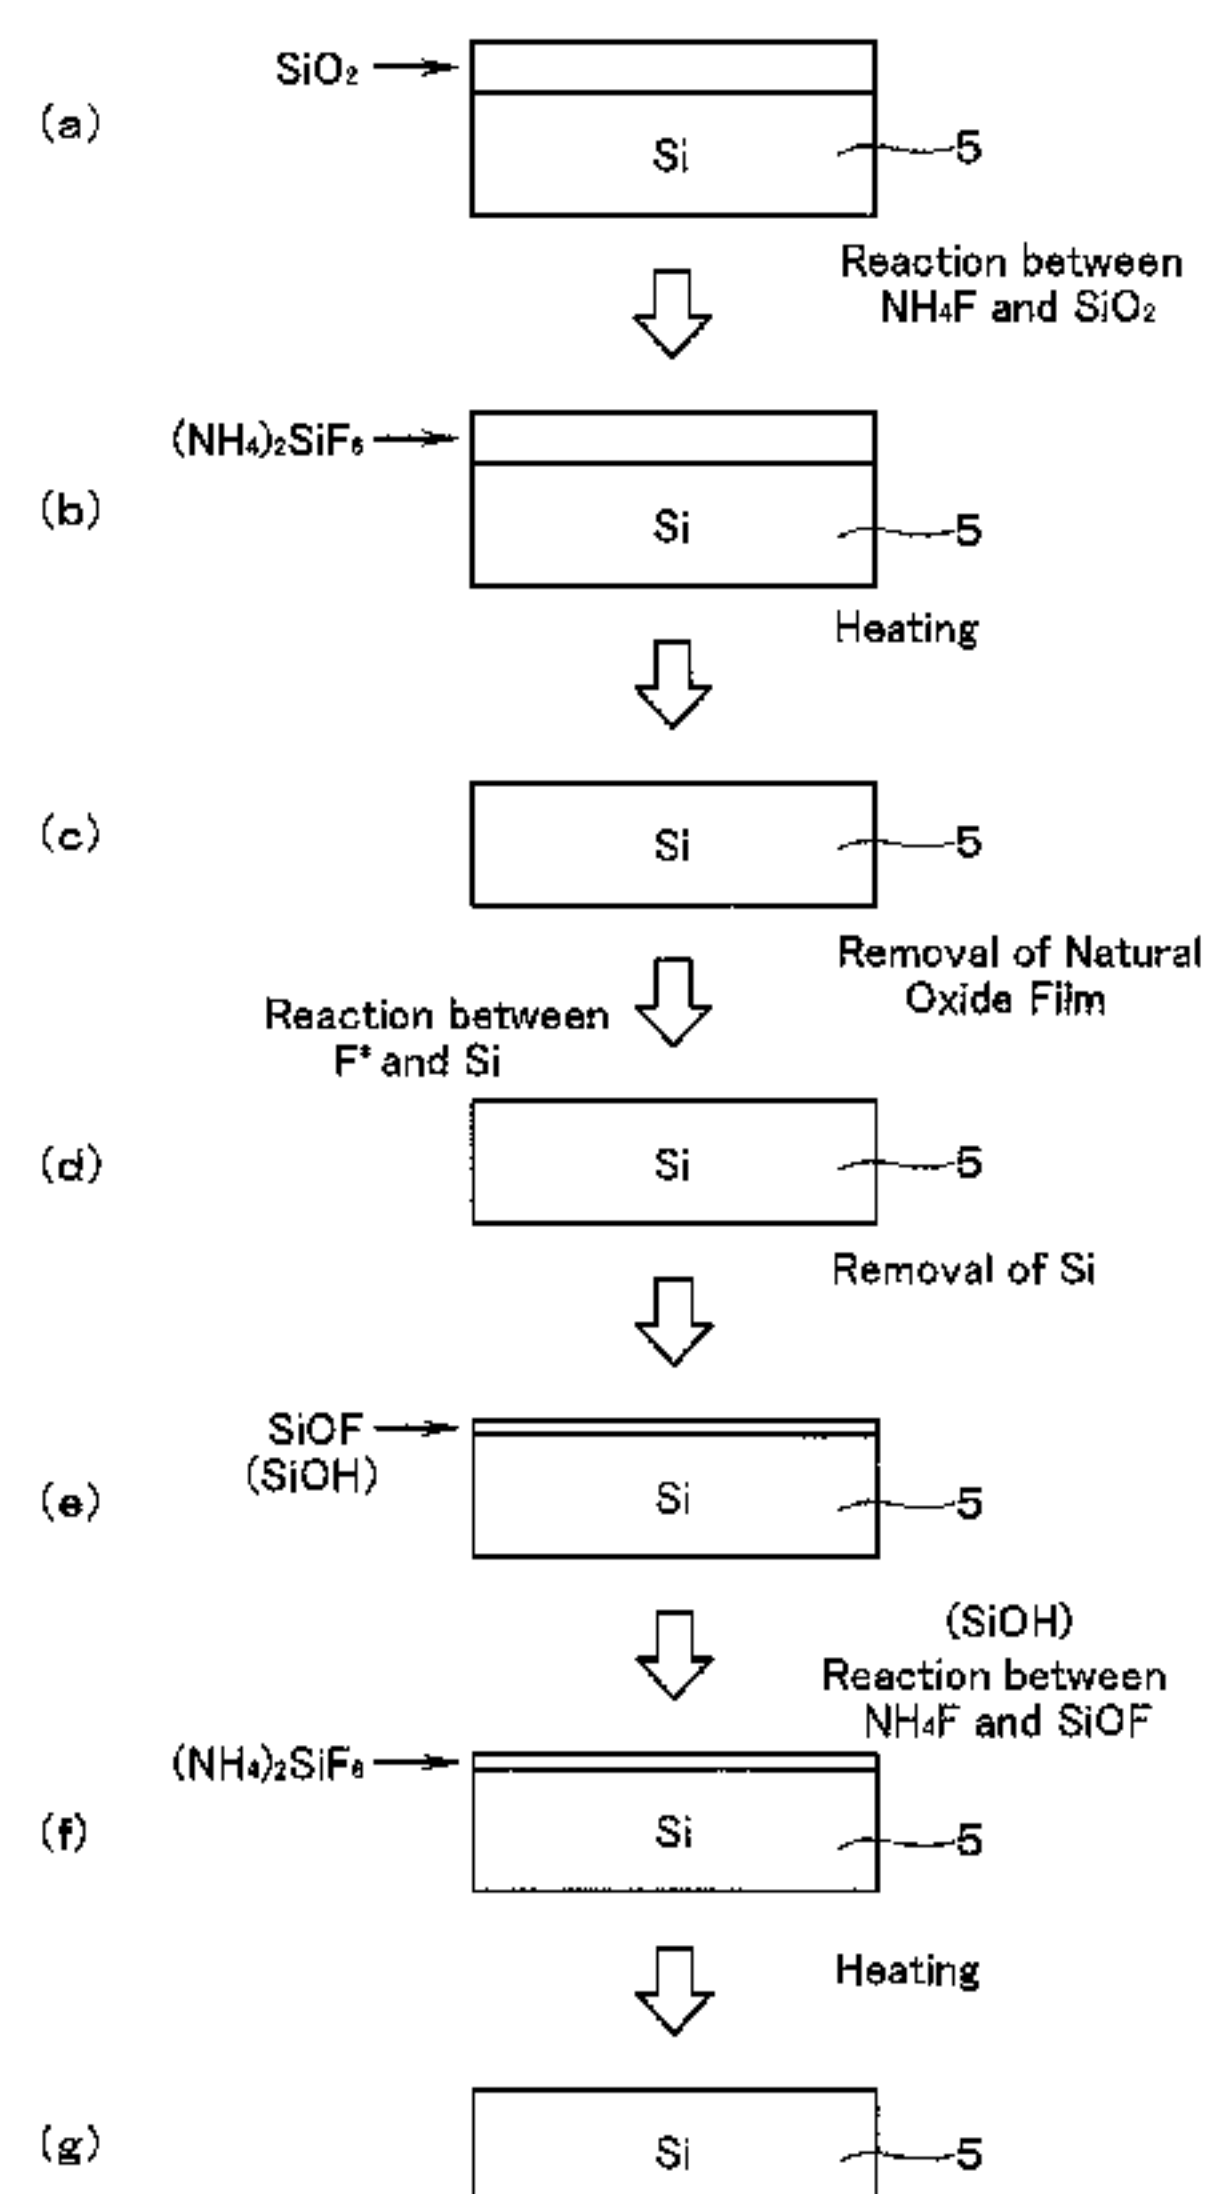 SiO₂
(a)
Si
5
Reaction between
NH₄F and SiO₂
(NH₄)₂SiF₆
(b)
Si
5
Heating
(c)
Si
5
Removal of Natural
Oxide Film
Reaction between
F* and Si
(d)
Si
5
Removal of Si
SiOF
(SiOH)
(e)
Si
5
(SiOH)
Reaction between
NH₄F and SiOF
(NH₄)₂SiF₆
(f)
Si
5
Heating
(g)
Si
5